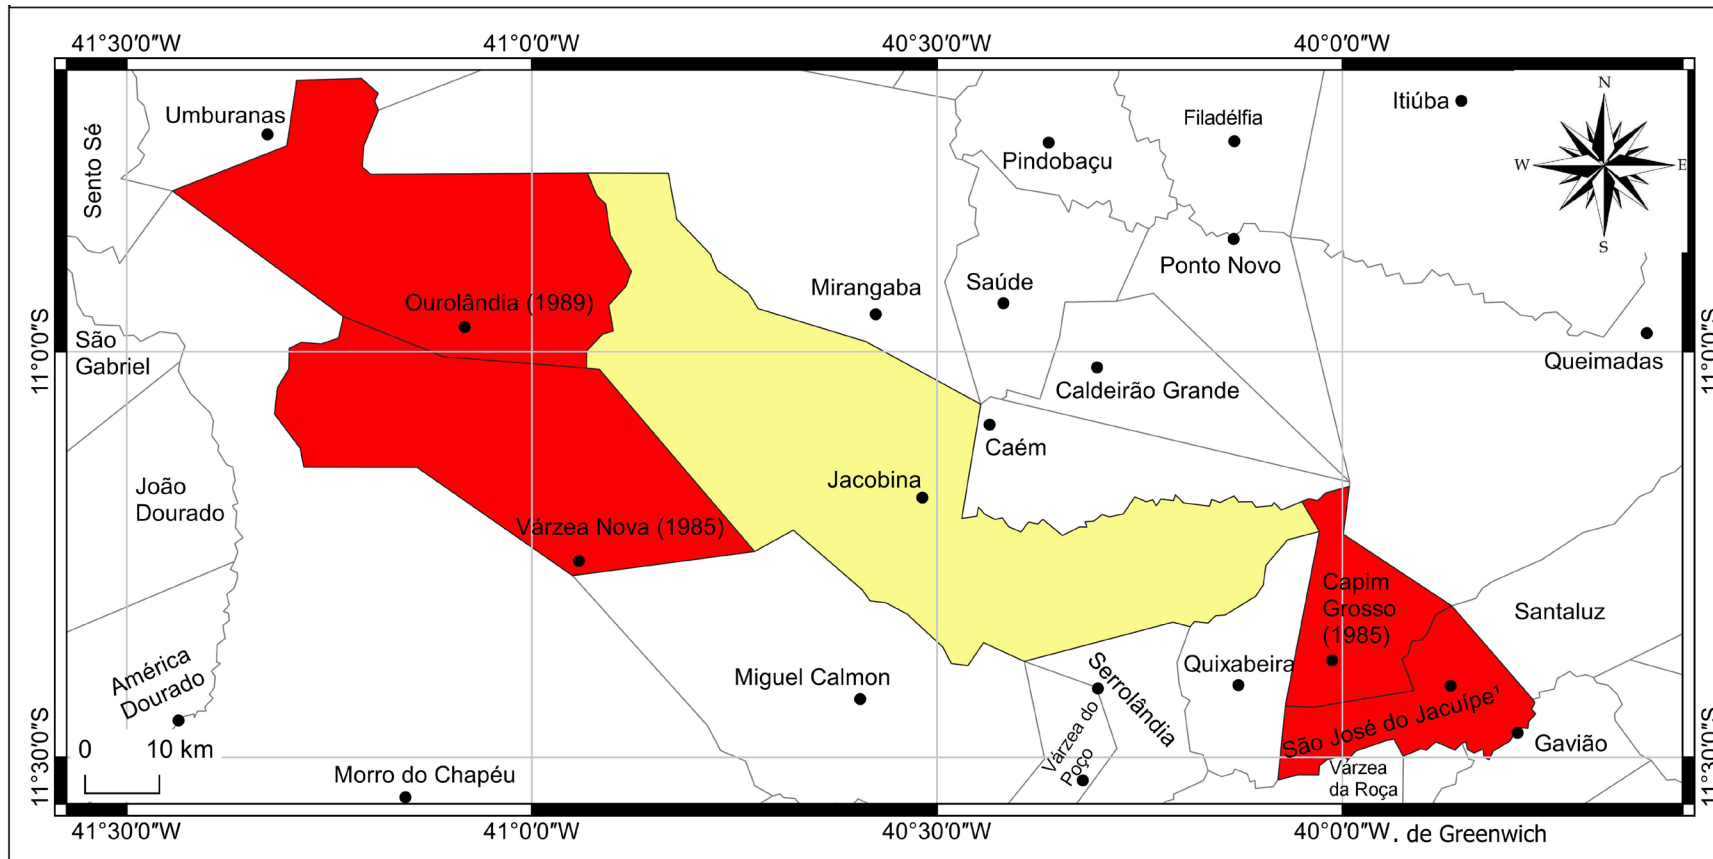 41°30'0"W 41°0'0"W 40°30'0"W 40°0'0"W
Umburanas
Sento Sé
Pindobaçu
Filadélfia
Itiúba
N
W E
S
Ourolândia (1989)
Mirangaba
Saúde
Ponto Novo
São
Gabriel
11°0'0"S
11°0'0"S
Queimadas
Caldeirão Grande
Caém
João
Dourado
Jacobina
Várzea Nova (1985)
Capim
Grosso
(1985)
Santaluz
América
Dourado
Miguel Calmon
Serrolândia
Quixabeira
São José do Jacuípe¹
Várzea do
Poço
Gavião
Várzea
da Roça
0 10 km
Morro do Chapéu
11°30'0"S
11°30'0"S
41°30'0"W 41°0'0"W 40°30'0"W 40°0'0"W . de Greenwich